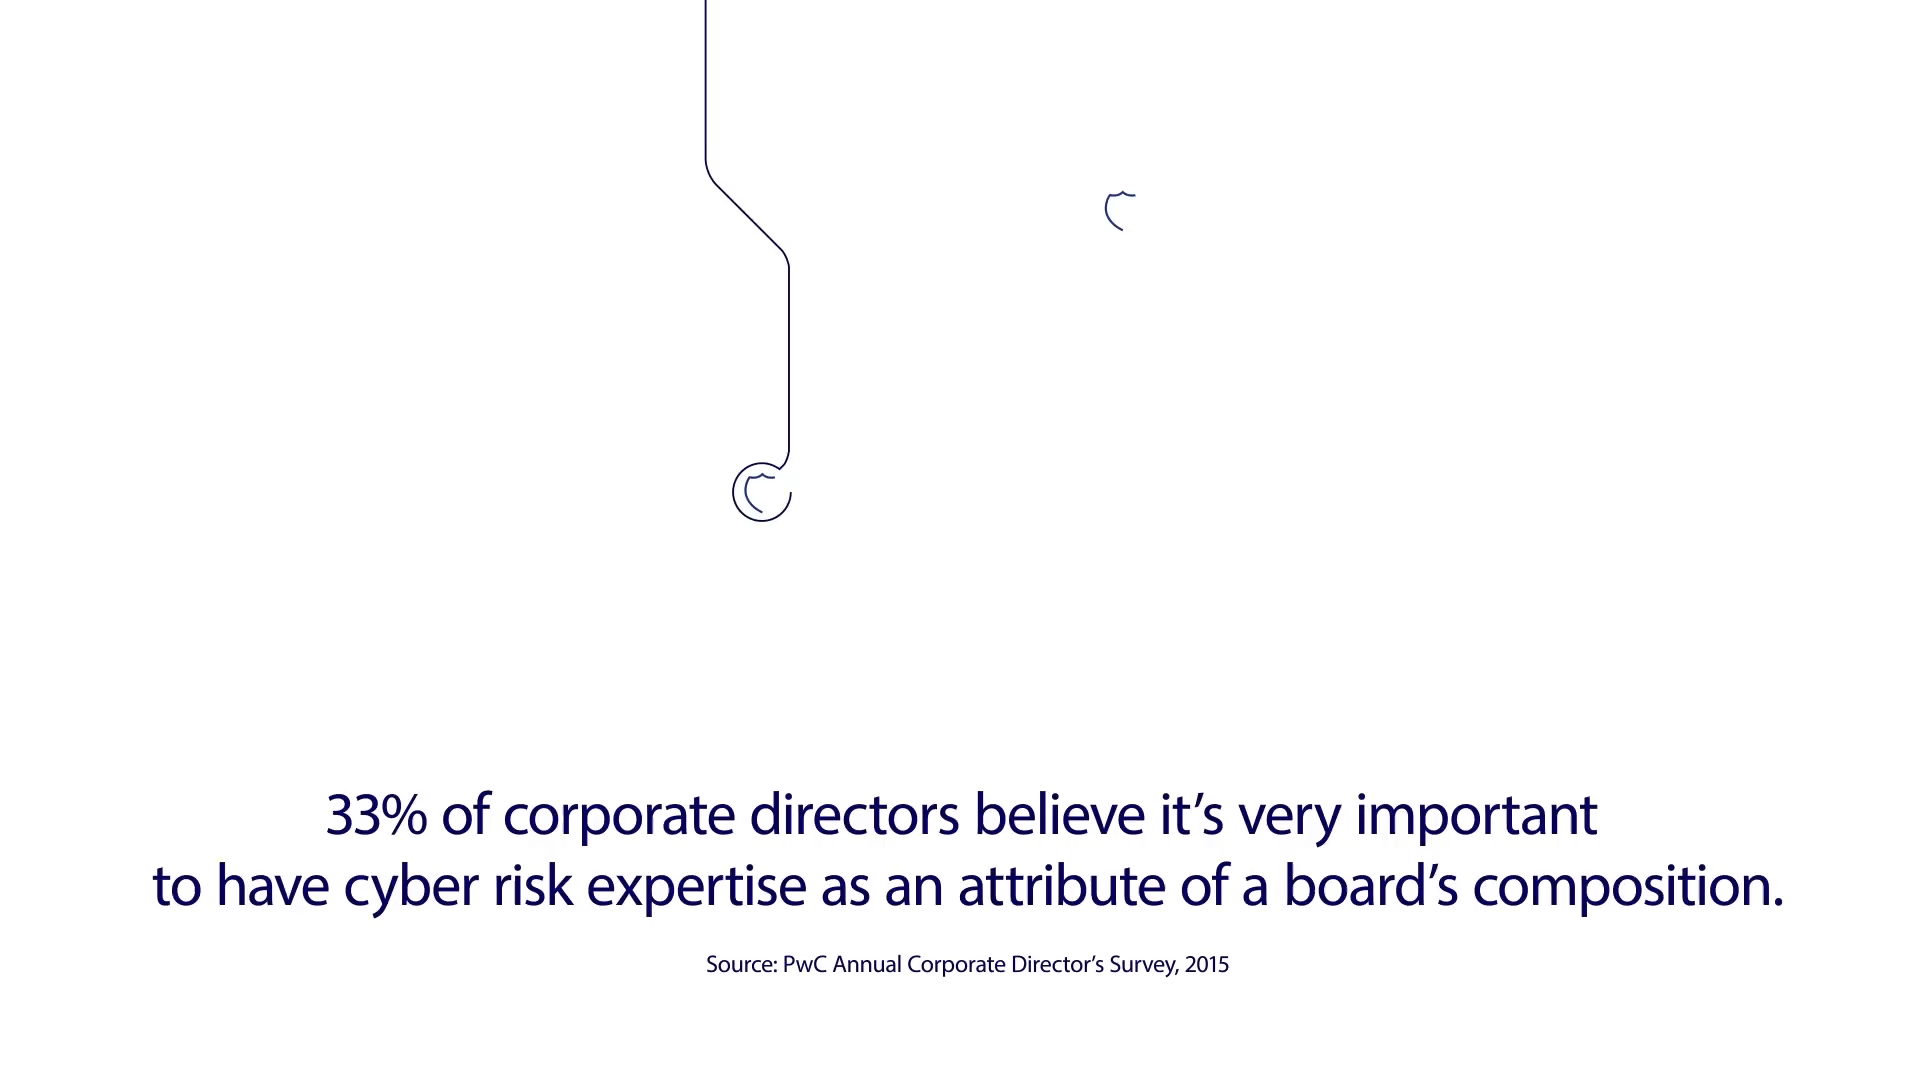 33% of corporate directors believe it’s very important
to have cyber risk expertise as an attribute of a board’s composition.
Source: PwC Annual Corporate Director’s Survey, 2015